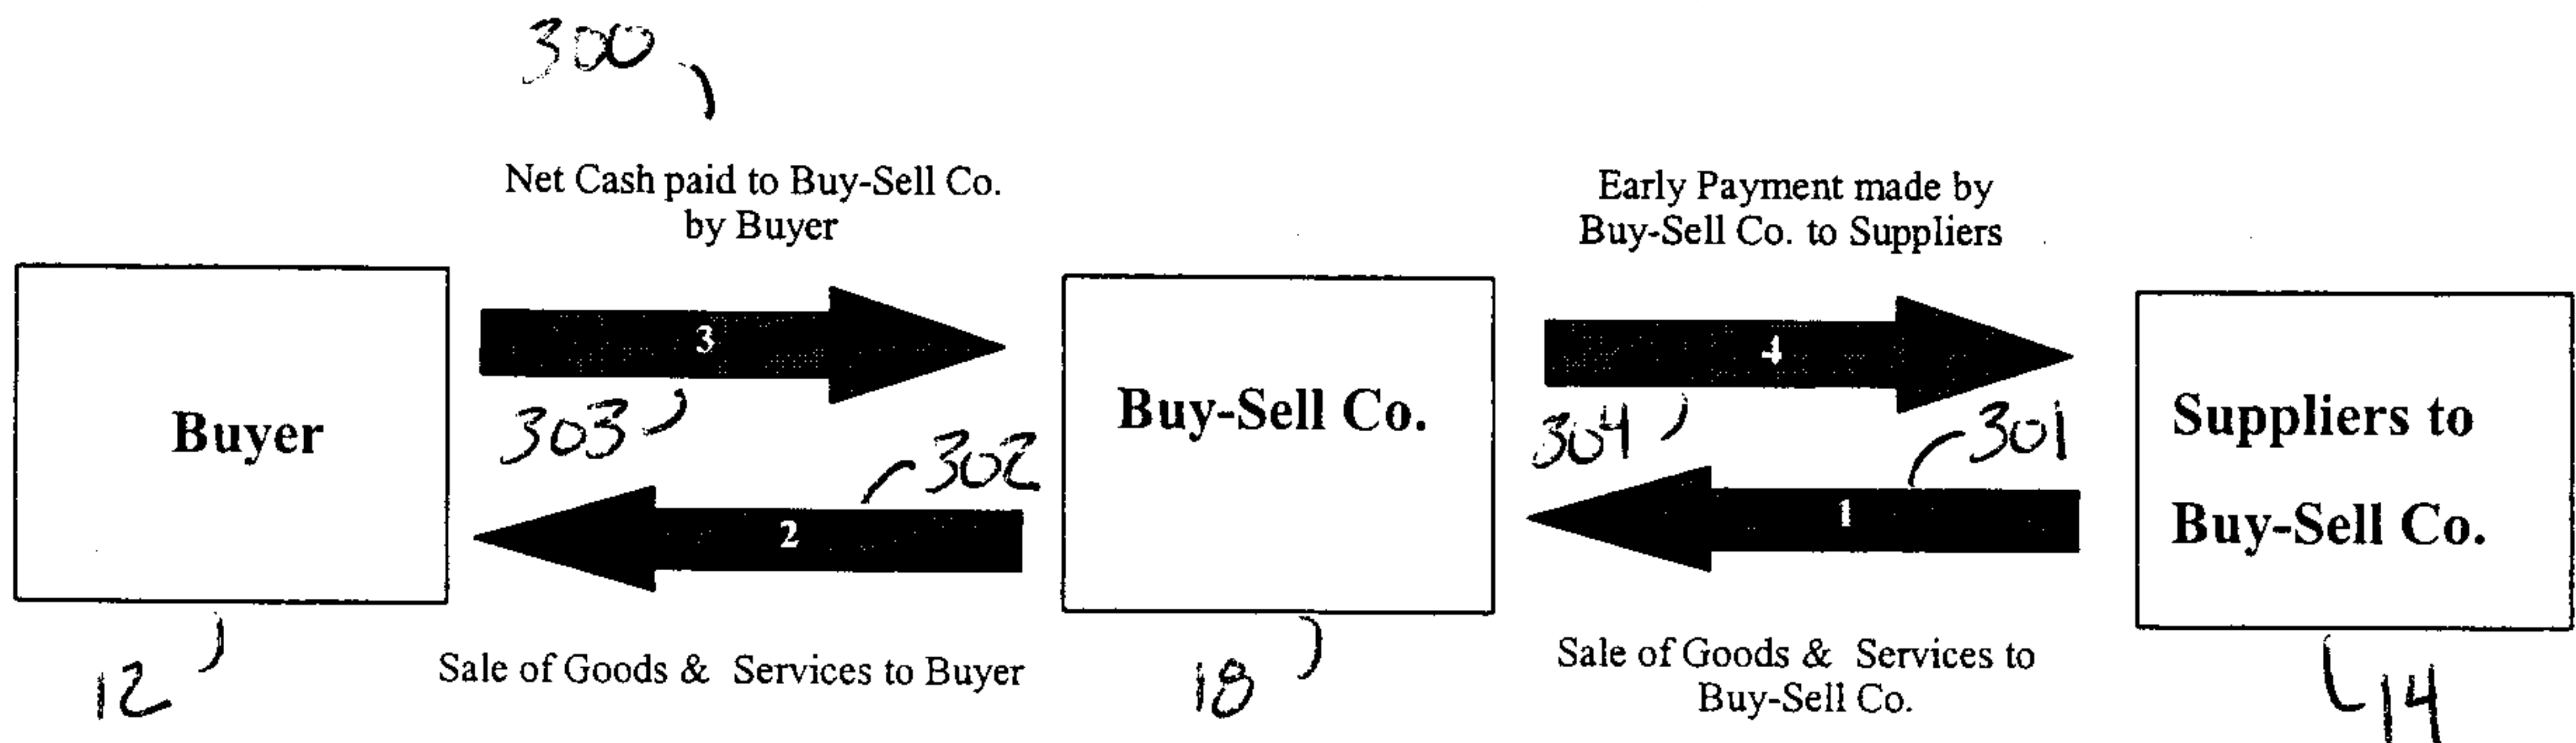 300
Net Cash paid to Buy-Sell Co.
by Buyer
Early Payment made by
Buy-Sell Co. to Suppliers
3
4
Buyer
Buy-Sell Co.
Suppliers to
Buy-Sell Co.
303
302
304
301
2
1
12
Sale of Goods & Services to Buyer
18
Sale of Goods & Services to
Buy-Sell Co.
14